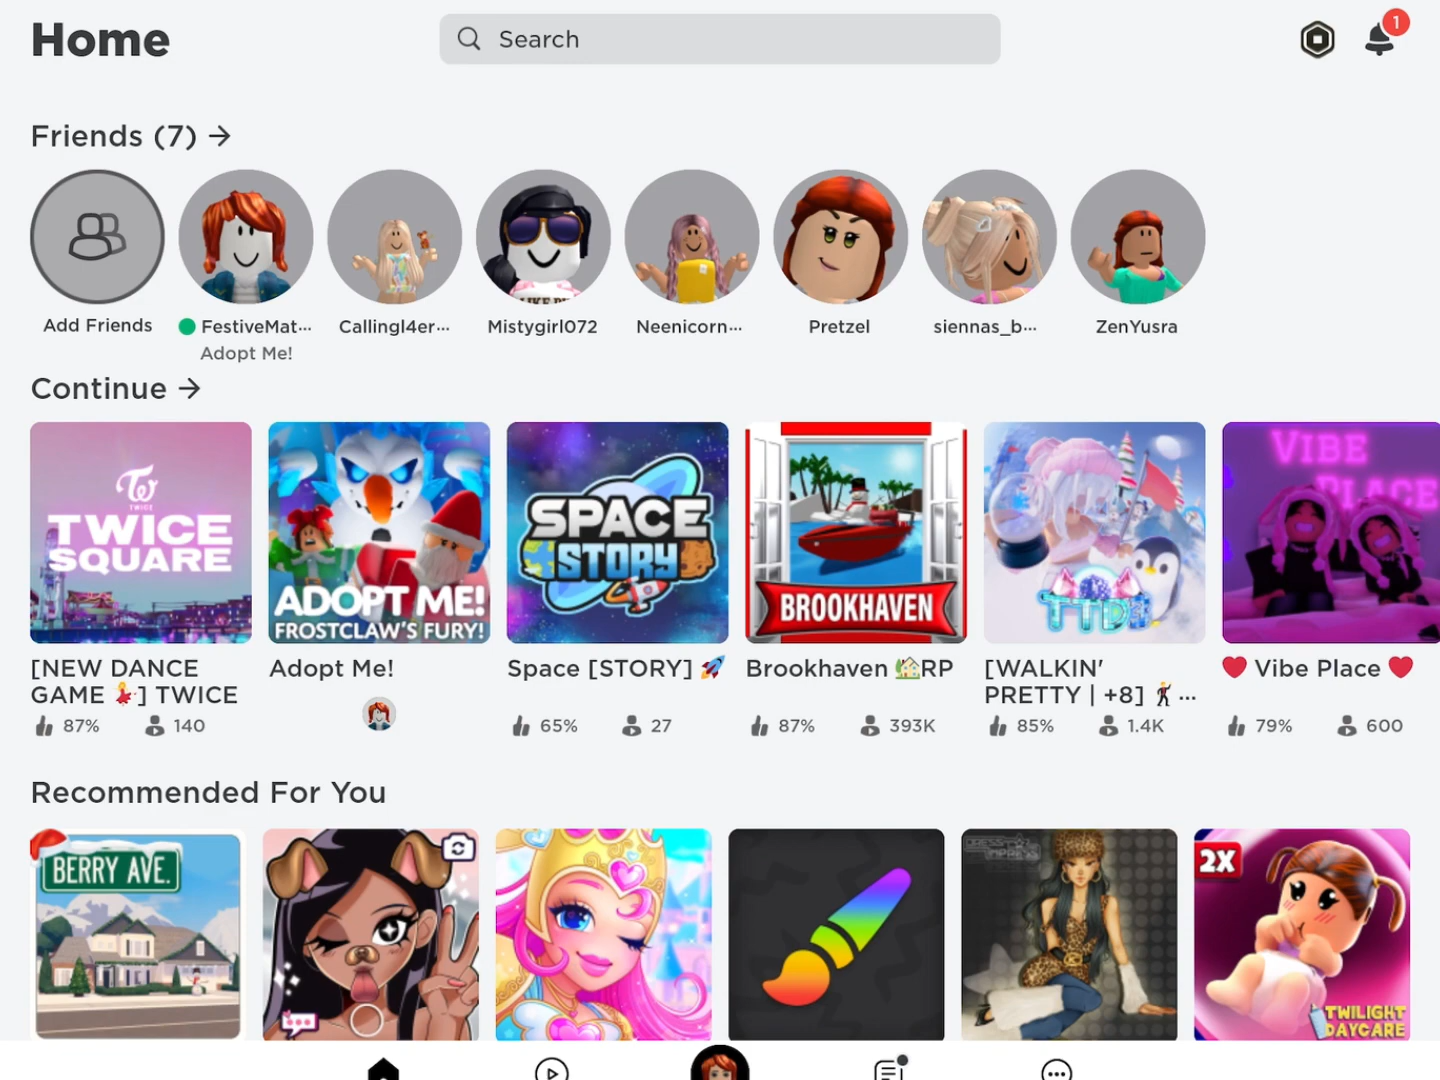 Home
Search
1
Friends (7) →
Add Friends
FestiveMat...
Adopt Me!
Callingl4er...
Mistygirl072
Neenicorn...
Pretzel
siennas_b...
ZenYusra
Continue →
TWICE
TWICE
SQUARE
ADOPT ME!
FROSTCLAW'S FURY!
SPACE
STORY
BROOKHAVEN
TTD
VIBE
PLACE
[NEW DANCE
GAME 💃] TWICE
87% 140
Adopt Me!
Space [STORY] 🚀
65% 27
Brookhaven 🏡RP
87% 393K
[WALKIN'
PRETTY | +8] 🕺...
85% 1.4K
❤️ Vibe Place ❤️
79% 600
Recommended For You
BERRY AVE.
2X
TWILIGHT
DAYCARE